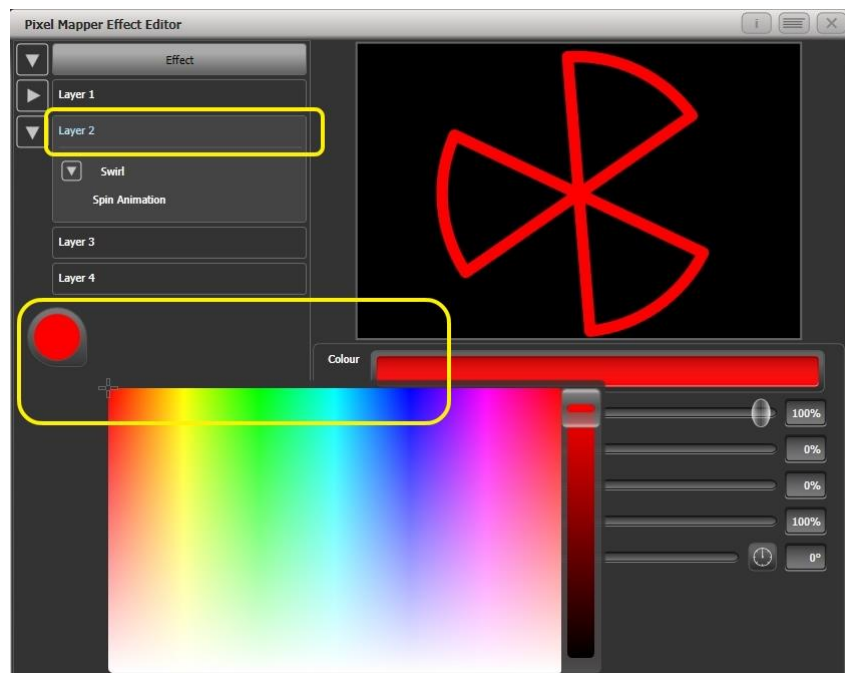 Pixel Mapper Effect Editor
i
Effect
Layer 1
Layer 2
Swirl
Spin Animation
Layer 3
Layer 4
Colour
100%
0%
0%
100%
0°